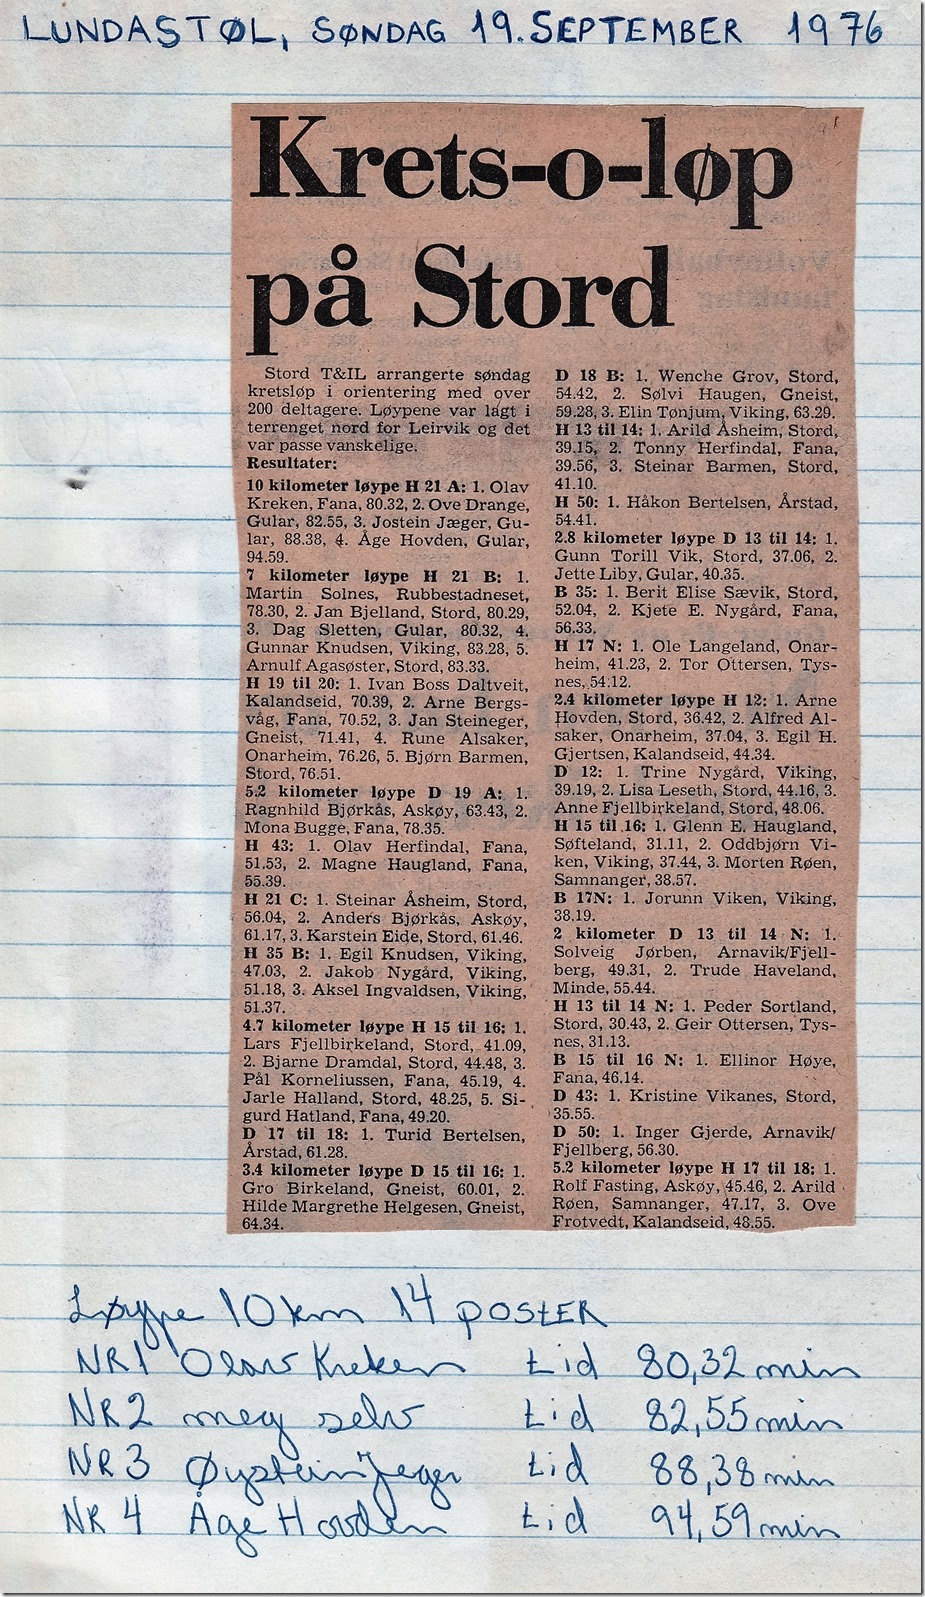 LUNDASTØL, SØNDAG 19. SEPTEMBER 1976
Krets-o-løp
på Stord
Stord T&IL arrangerte søndag
kretsløp i orientering med over
200 deltagere. Løypene var lagt i
terrenget nord for Leirvik og det
var passe vanskelige.
Resultater:
10 kilometer løype H 21 A: 1. Olav
Kreken, Fana, 80.32, 2. Ove Drange,
Gular, 82.55, 3. Jostein Jæger, Gu-
lar, 88.38, 4. Åge Hovden, Gular,
94.59.
7 kilometer løype H 21 B: 1.
Martin Solnes, Rubbestadneset,
78.30, 2. Jan Bjelland, Stord, 80.29,
3. Dag Sletten, Gular, 80.32, 4.
Gunnar Knudsen, Viking, 83.28, 5.
Arnulf Agasøster, Stord, 83.33.
H 19 til 20: 1. Ivan Boss Daltveit,
Kalandseid, 70.39, 2. Arne Bergs-
våg, Fana, 70.52, 3. Jan Steineger,
Gneist, 71.41, 4. Rune Alsaker,
Onarheim, 76.26, 5. Bjørn Barmen,
Stord, 76.51.
5.2 kilometer løype D 19 A: 1.
Ragnhild Bjørkås, Askøy, 63.43, 2.
Mona Bugge, Fana, 78.35.
H 43: 1. Olav Herfindal, Fana,
51.53, 2. Magne Haugland, Fana,
55.39.
H 21 C: 1. Steinar Åsheim, Stord,
56.04, 2. Anders Bjørkås, Askøy,
61.17, 3. Karstein Eide, Stord, 61.46.
H 35 B: 1. Egil Knudsen, Viking,
47.03, 2. Jakob Nygård, Viking,
51.18, 3. Aksel Ingvaldsen, Viking,
51.37.
4.7 kilometer løype H 15 til 16: 1.
Lars Fjellbirkeland, Stord, 41.09,
2. Bjarne Dramdal, Stord, 44.48, 3.
Pål Korneliussen, Fana, 45.19, 4.
Jarle Halland, Stord, 48.25, 5. Si-
gurd Hatland, Fana, 49.20.
D 17 til 18: 1. Turid Bertelsen,
Årstad, 61.28.
3.4 kilometer løype D 15 til 16: 1.
Gro Birkeland, Gneist, 60.01, 2.
Hilde Margrethe Helgesen, Gneist,
64.34.
D 18 B: 1. Wenche Grov, Stord,
54.42, 2. Sølvi Haugen, Gneist,
59.28, 3. Elin Tønjum, Viking, 63.29.
H 13 til 14: 1. Arild Åsheim, Stord,
39.15, 2. Tonny Herfindal, Fana,
39.56, 3. Steinar Barmen, Stord,
41.10.
H 50: 1. Håkon Bertelsen, Årstad,
54.41.
2.8 kilometer løype D 13 til 14: 1.
Gunn Torill Vik, Stord, 37.06, 2.
Jette Liby, Gular, 40.35.
B 35: 1. Berit Elise Sævik, Stord,
52.04, 2. Kjete E. Nygård, Fana,
56.33.
H 17 N: 1. Ole Langeland, Onar-
heim, 41.23, 2. Tor Ottersen, Tys-
nes, 54.12.
2.4 kilometer løype H 12: 1. Arne
Hovden, Stord, 36.42, 2. Alfred Al-
saker, Onarheim, 37.04, 3. Egil H.
Gjertsen, Kalandseid, 44.34.
D 12: 1. Trine Nygård, Viking,
39.19, 2. Lisa Leseth, Stord, 44.16, 3.
Anne Fjellbirkeland, Stord, 48.06.
H 15 til 16: 1. Glenn E. Haugland,
Søfteland, 31.11, 2. Oddbjørn Vi-
ken, Viking, 37.44, 3. Morten Røen,
Samnanger, 38.57.
B 17N: 1. Jorunn Viken, Viking,
38.19.
2 kilometer D 13 til 14 N: 1.
Solveig Jørben, Arnavik/Fjell-
berg, 49.31, 2. Trude Haveland,
Minde, 55.44.
H 13 til 14 N: 1. Peder Sortland,
Stord, 30.43, 2. Geir Ottersen, Tys-
nes, 31.13.
B 15 til 16 N: 1. Ellinor Høye,
Fana, 46.14.
D 43: 1. Kristine Vikanes, Stord,
35.55.
D 50: 1. Inger Gjerde, Arnavik/
Fjellberg, 56.30.
5.2 kilometer løype H 17 til 18: 1.
Rolf Fasting, Askøy, 45.46, 2. Arild
Røen, Samnanger, 47.17, 3. Ove
Frotvedt, Kalandseid, 48.55.
Løype 10 km 14 POSTER
NR 1 Olav Kreken tid 80,32 min
NR 2 meg selv tid 82,55 min
NR 3 Øystein Jeger tid 88,38 min
NR 4 Åge Hovden tid 94,59 min